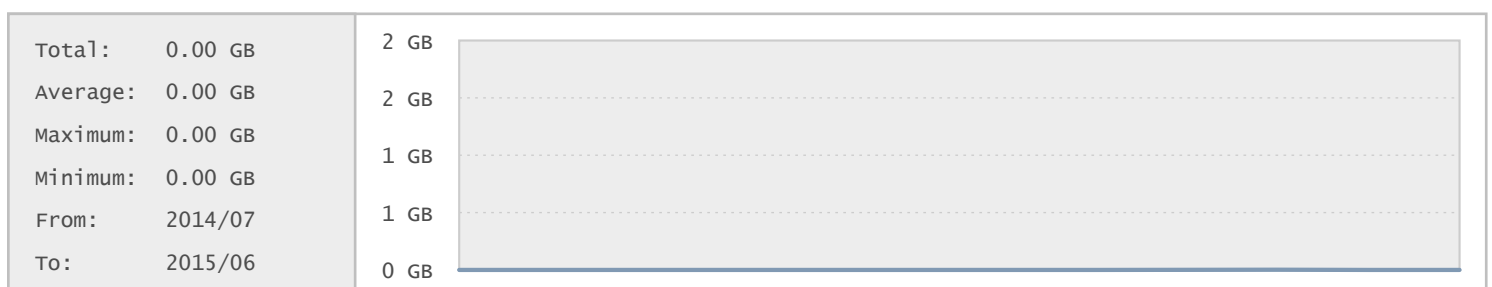 Total: 0.00 GB
Average: 0.00 GB
Maximum: 0.00 GB
Minimum: 0.00 GB
From: 2014/07
To: 2015/06
2 GB
2 GB
1 GB
1 GB
0 GB